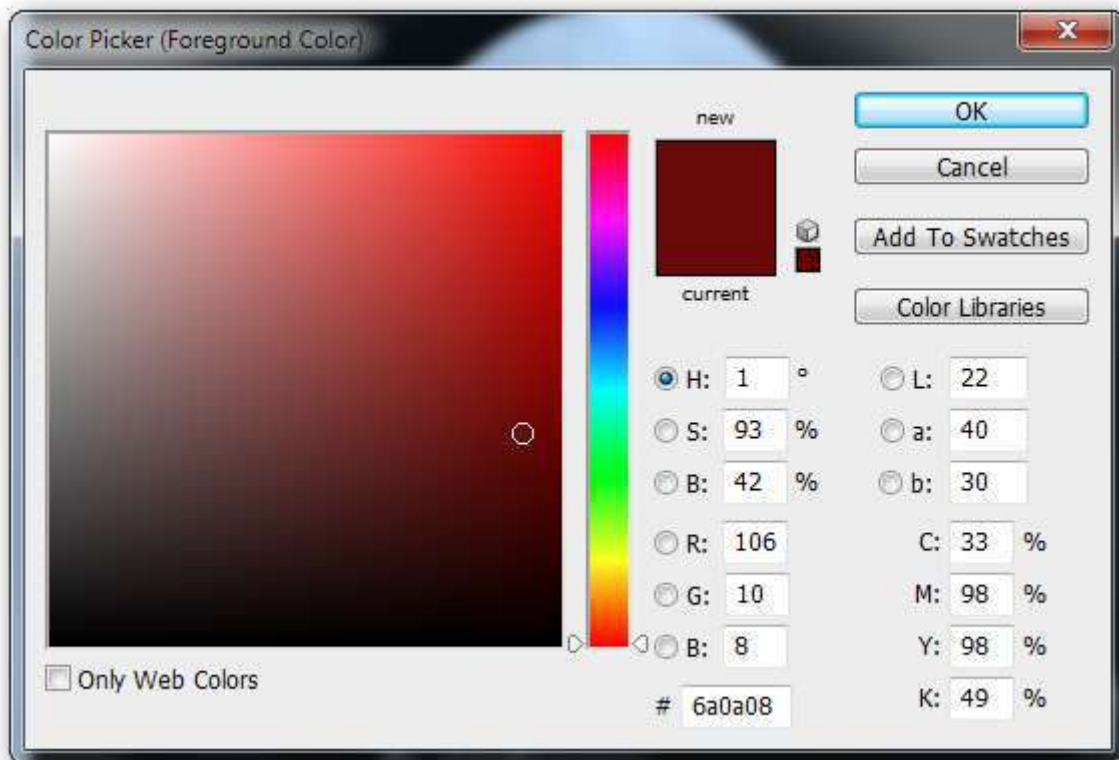 Color Picker (Foreground Color)
new
current
OK
Cancel
Add To Swatches
Color Libraries
H: 1 °
S: 93 %
B: 42 %
R: 106
G: 10
B: 8
# 6a0a08
L: 22
a: 40
b: 30
C: 33 %
M: 98 %
Y: 98 %
K: 49 %
Only Web Colors